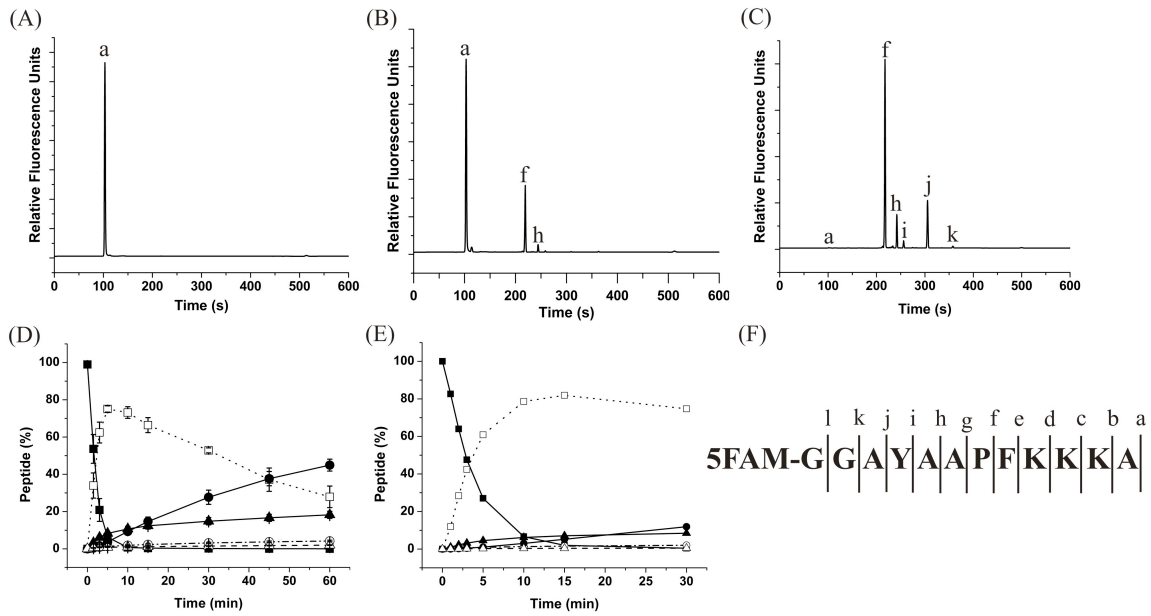 (A)
a
Relative Fluorescence Units
0 100 200 300 400 500 600
Time (s)
(B)
a
f
h
Relative Fluorescence Units
0 100 200 300 400 500 600
Time (s)
(C)
f
h
j
i
a
k
Relative Fluorescence Units
0 100 200 300 400 500 600
Time (s)
(D)
100
80
60
40
20
0
Peptide (%)
0 10 20 30 40 50 60
Time (min)
(E)
100
80
60
40
20
0
Peptide (%)
0 5 10 15 20 25 30
Time (min)
(F)
l k j i h g f e d c b a
5FAM-G|G|A|Y|A|A|P|F|K|K|K|A|